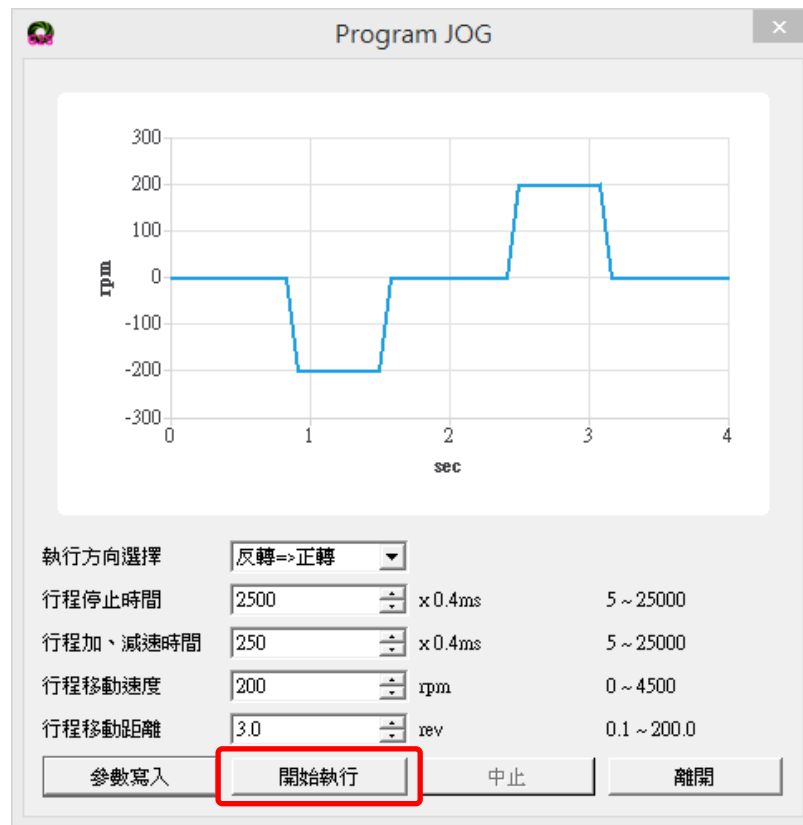 Program JOG
×
300
200
100
0
-100
-200
-300
rpm
0 1 2 3 4
sec
執行方向選擇 反轉=>正轉
行程停止時間 2500 x 0.4ms 5 ~ 25000
行程加、減速時間 250 x 0.4ms 5 ~ 25000
行程移動速度 200 rpm 0 ~ 4500
行程移動距離 3.0 rev 0.1 ~ 200.0
參數寫入 開始執行 中止 離開